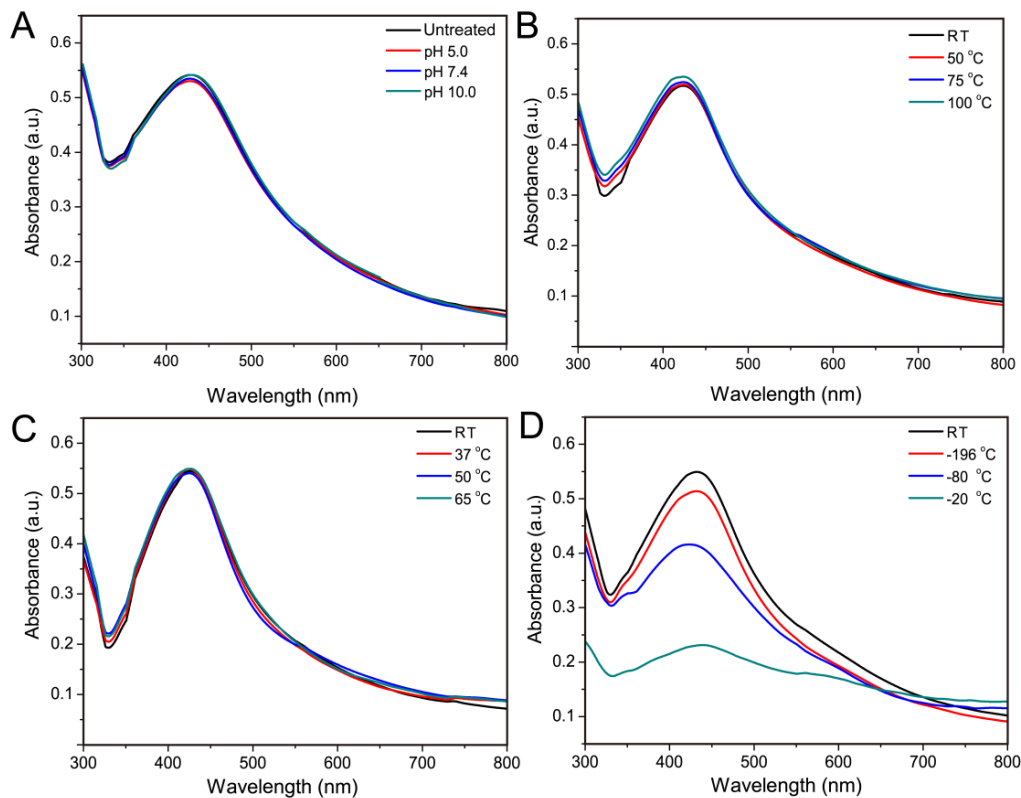 A
Untreated
pH 5.0
pH 7.4
pH 10.0
0.6
0.5
0.4
0.3
0.2
0.1
Absorbance (a.u.)
300 400 500 600 700 800
Wavelength (nm)
B
RT
50 °C
75 °C
100 °C
0.6
0.5
0.4
0.3
0.2
0.1
Absorbance (a.u.)
300 400 500 600 700 800
Wavelength (nm)
C
RT
37 °C
50 °C
65 °C
0.6
0.5
0.4
0.3
0.2
0.1
Absorbance (a.u.)
300 400 500 600 700 800
Wavelength (nm)
D
RT
-196 °C
-80 °C
-20 °C
0.6
0.5
0.4
0.3
0.2
0.1
Absorbance (a.u.)
300 400 500 600 700 800
Wavelength (nm)